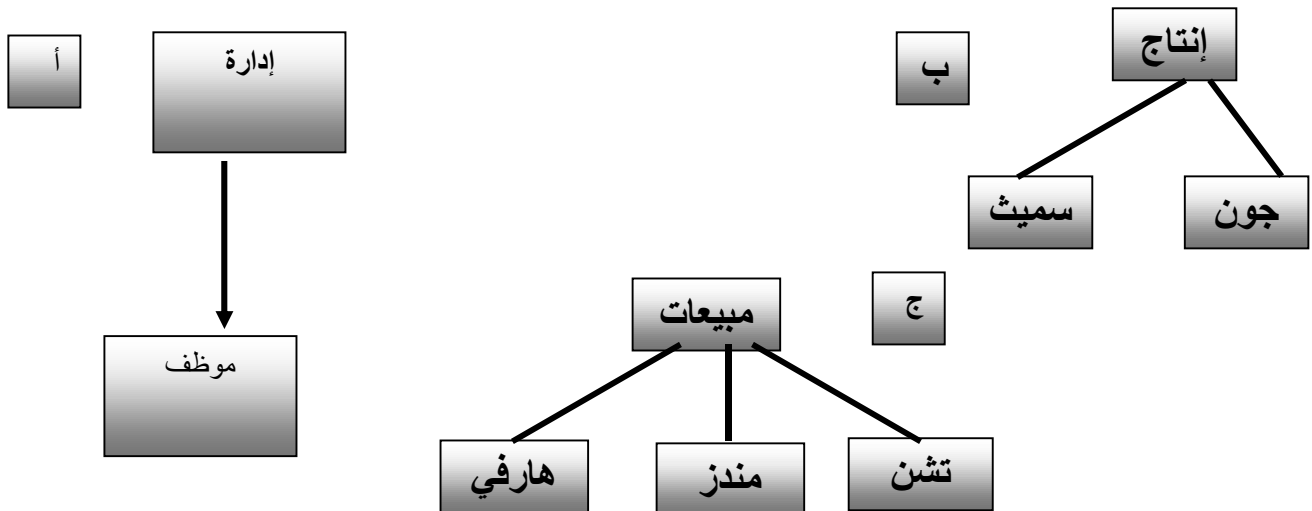 أ
إدارة
موظف
ب
إنتاج
جون
سميث
ج
مبيعات
تشن
مندز
هارفي